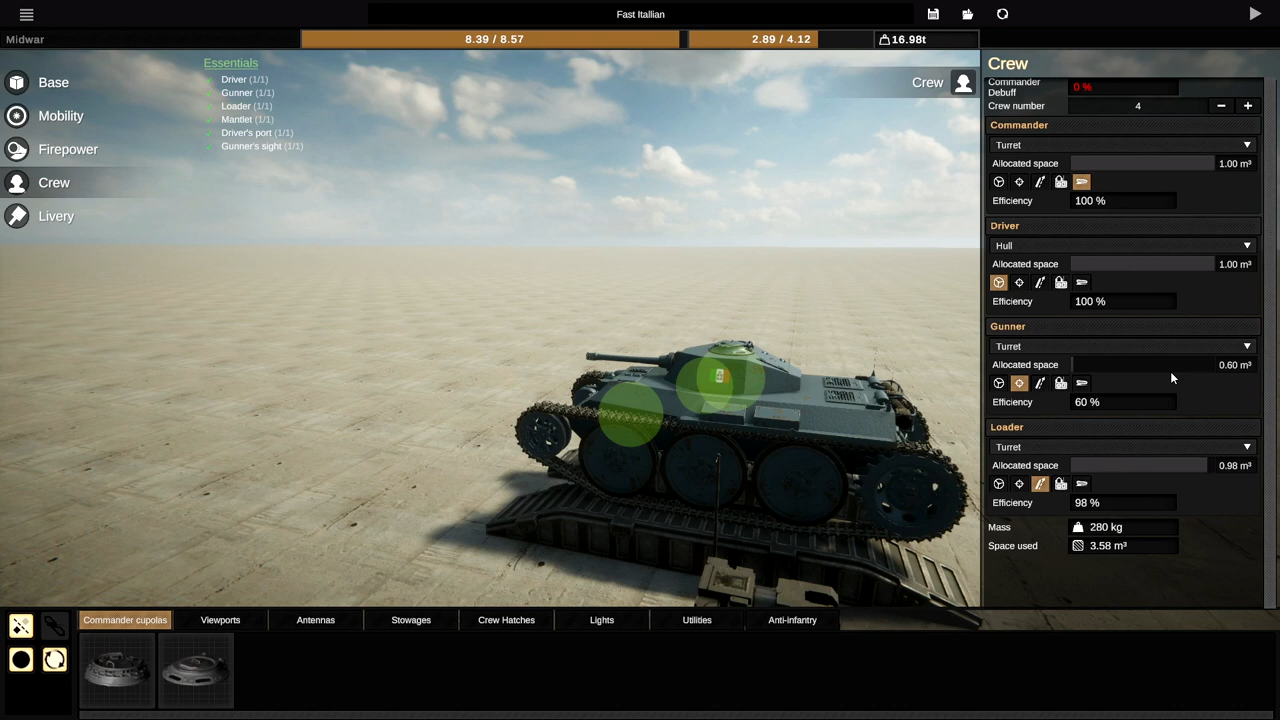 Fast Itallian
Midwar
8.39 / 8.57
2.89 / 4.12
16.98t
Base
Mobility
Firepower
Crew
Livery
Essentials
Driver (1/1)
Gunner (1/1)
Loader (1/1)
Mantlet (1/1)
Driver's port (1/1)
Gunner's sight (1/1)
Crew
Crew
Commander Debuff 0 %
Crew number 4 − +
Commander
Turret
Allocated space 1.00 m³
Efficiency 100 %
Driver
Hull
Allocated space 1.00 m³
Efficiency 100 %
Gunner
Turret
Allocated space 0.60 m³
Efficiency 60 %
Loader
Turret
Allocated space 0.98 m³
Efficiency 98 %
Mass 280 kg
Space used 3.58 m³
Commander cupolas
Viewports
Antennas
Stowages
Crew Hatches
Lights
Utilities
Anti-infantry